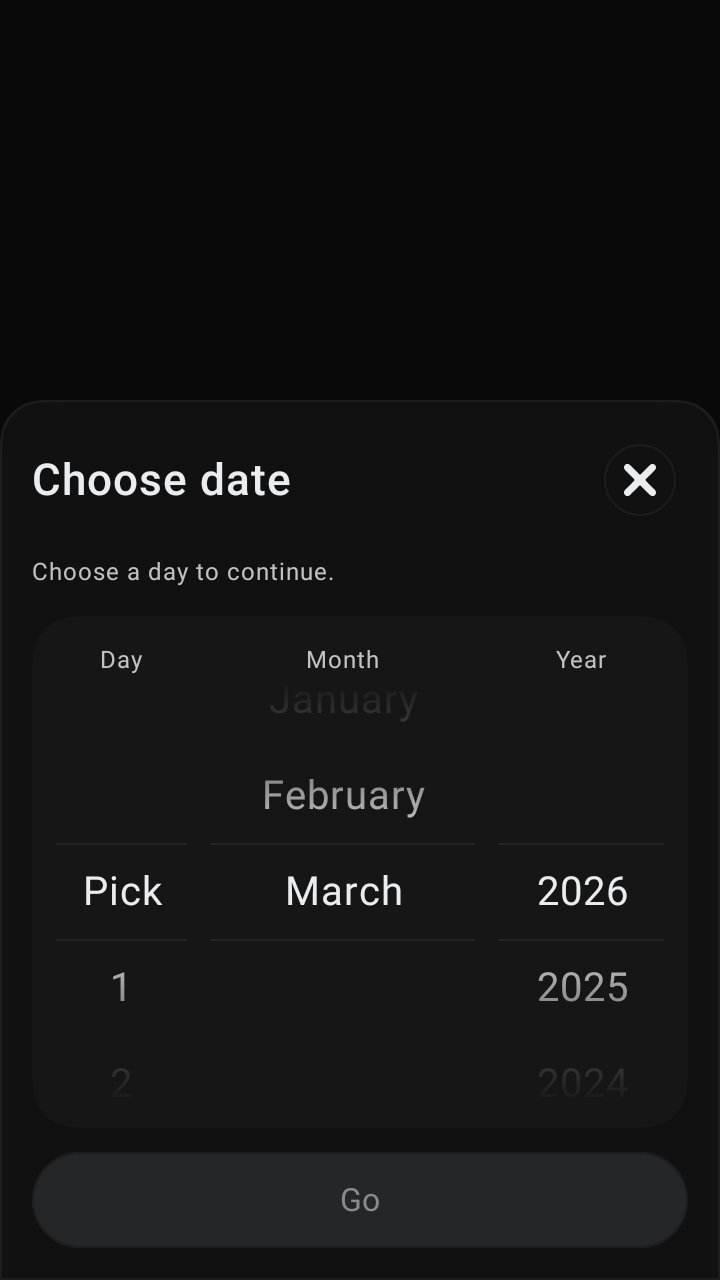 Choose date
Choose a day to continue.
Day Month Year
January
February
Pick March 2026
1 2025
2 2024
Go